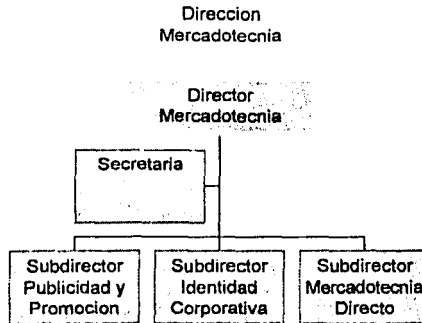 Direccion
Mercadotecnia
Director
Mercadotecnia
Secretaria
Subdirector
Publicidad y
Promocion
Subdirector
Identidad
Corporativa
Subdirector
Mercadotecnia
Directo